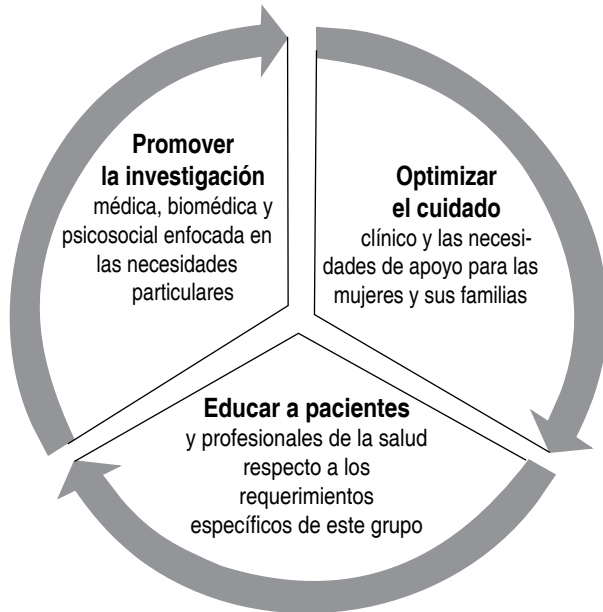 Promover
la investigación
médica, biomédica y
psicosocial enfocada en
las necesidades
particulares
Optimizar
el cuidado
clínico y las necesi-
dades de apoyo para las
mujeres y sus familias
Educar a pacientes
y profesionales de la salud
respecto a los
requerimientos
específicos de este grupo